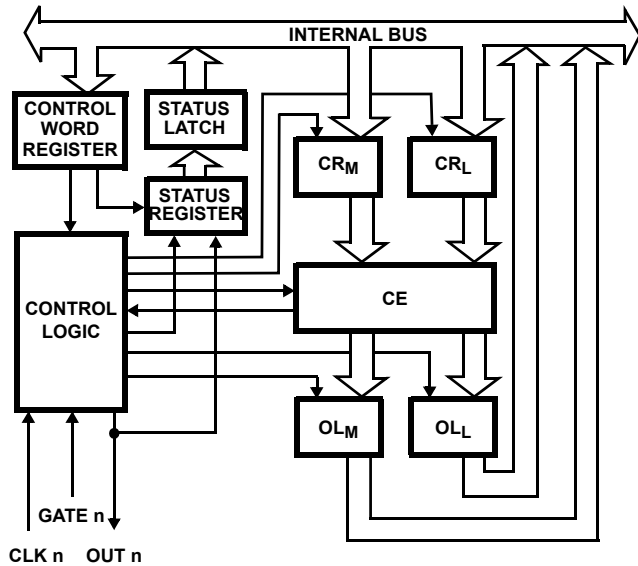 INTERNAL BUS
CONTROL
WORD
REGISTER
STATUS
LATCH
STATUS
REGISTER
CRM
CRL
CONTROL
LOGIC
CE
OLM
OLL
GATE n
CLK n
OUT n